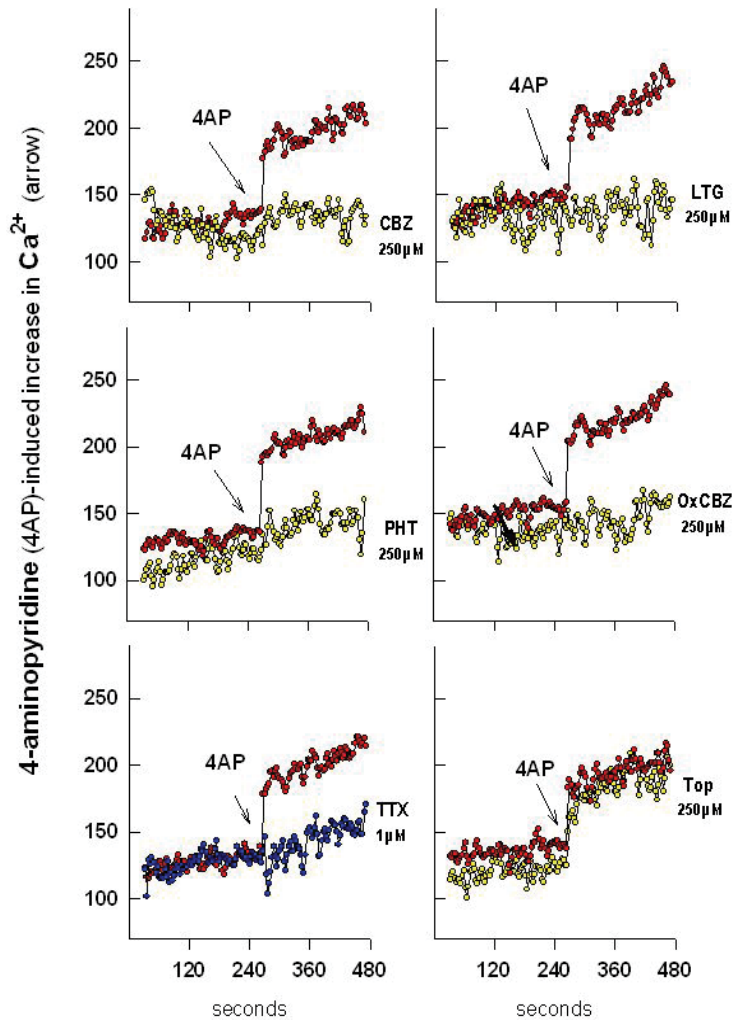 4-aminopyridine (4AP)-induced increase in Ca2+ (arrow)
250
200
150
100
4AP
CBZ
250µM
4AP
LTG
250µM
250
200
150
100
4AP
PHT
250µM
4AP
OxCBZ
250µM
250
200
150
100
4AP
TTX
1µM
4AP
Top
250µM
120 240 360 480
120 240 360 480
seconds
seconds